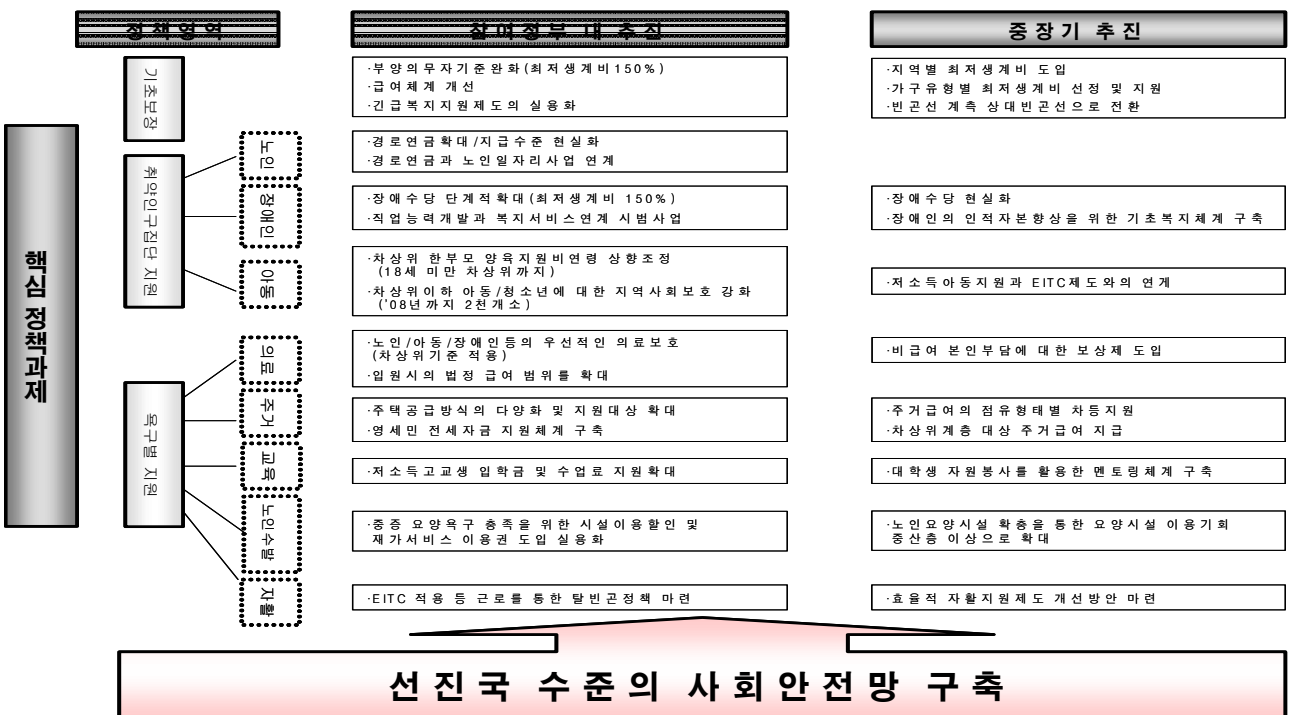 정책영역
참여정부 내 추진
중장기 추진
핵심 정책과제
기초보장
·부양의무자기준완화(최저생계비150%)
·급여체계 개선
·긴급복지지원제도의 실용화
·지역별 최저생계비 도입
·가구유형별 최저생계비 선정 및 지원
·빈곤선 계측 상대빈곤선으로 전환
취약인구집단 지원
노인
·경로연금확대/지급수준 현실화
·경로연금과 노인일자리사업 연계
장애인
·장애수당 단계적확대(최저생계비 150%)
·직업능력개발과 복지서비스연계 시범사업
·장애수당 현실화
·장애인의 인적자본향상을 위한 기초복지체계 구축
아동
·차상위 한부모 양육지원비연령 상향조정
(18세 미만 차상위까지)
·차상위이하 아동/청소년에 대한 지역사회보호 강화
('08년까지 2천개소)
·저소득아동지원과 EITC제도와의 연계
욕구별 지원
의료
·노인/아동/장애인등의 우선적인 의료보호
(차상위기준 적용)
·입원시의 법정 급여 범위를 확대
·비급여 본인부담에 대한 보상제 도입
주거
·주택공급방식의 다양화 및 지원대상 확대
·영세민 전세자금 지원체계 구축
·주거급여의 점유형태별 차등지원
·차상위계층 대상 주거급여 지급
교육
·저소득고교생 입학금 및 수업료 지원확대
·대학생 자원봉사를 활용한 멘토링체계 구축
노인수발
·중증 요양욕구 충족을 위한 시설이용할인 및
재가서비스 이용권 도입 실용화
·노인요양시설 확층을 통한 요양시설 이용기회
중산층 이상으로 확대
자활
·EITC 적용 등 근로를 통한 탈빈곤정책 마련
·효율적 자활지원제도 개선방안 마련
선진국 수준의 사회안전망 구축